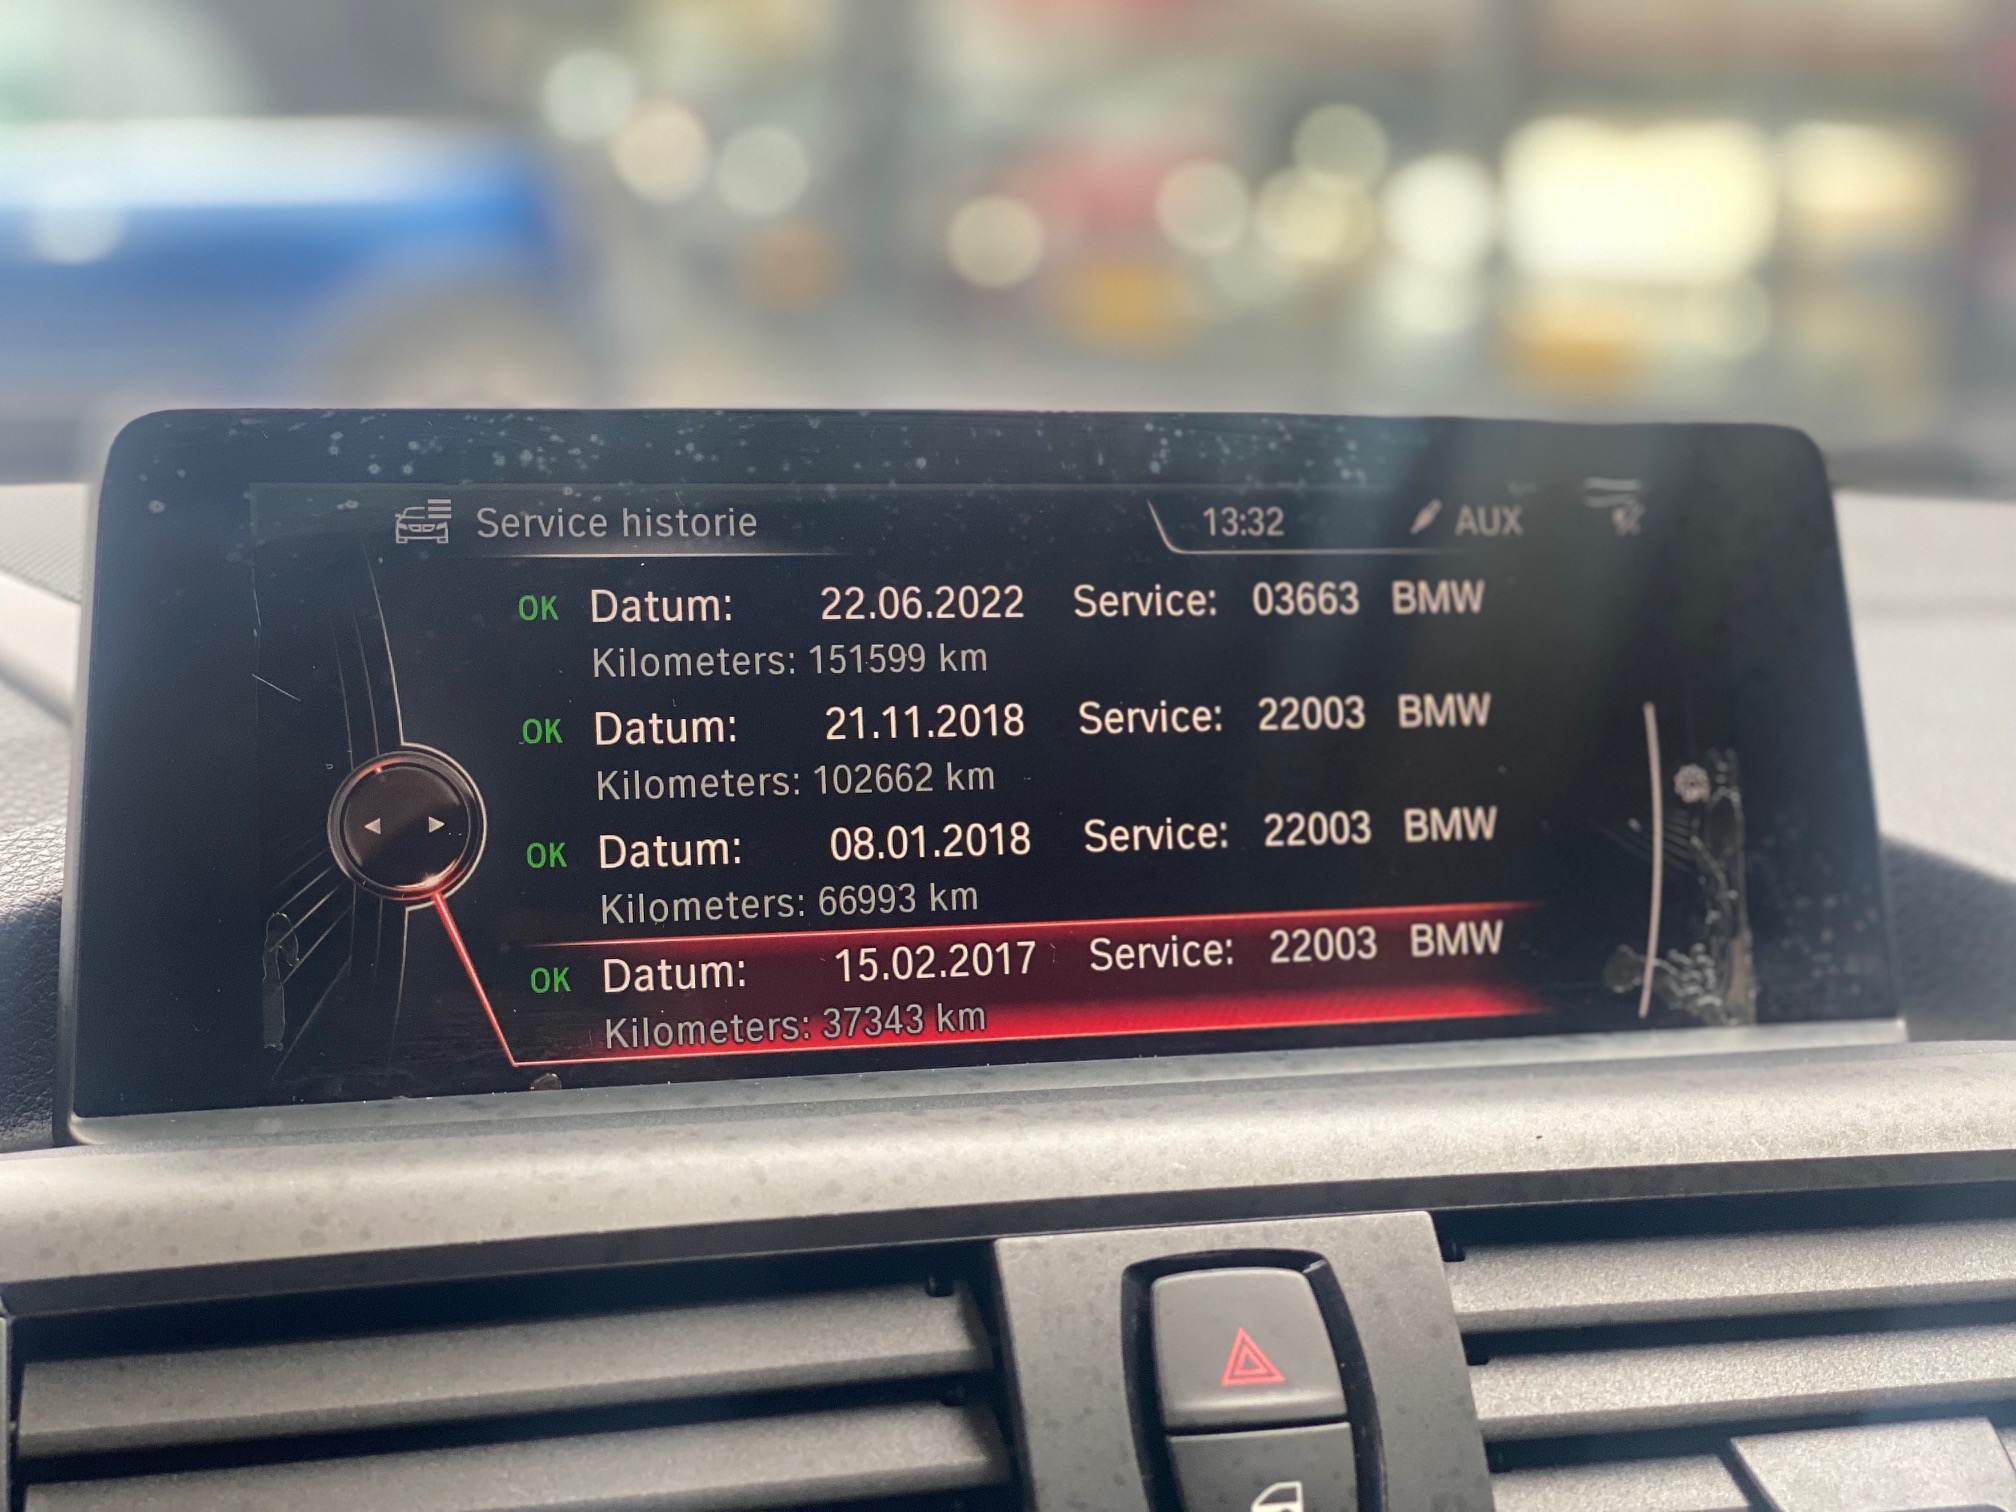 Service historie 13:32 AUX
OK Datum: 22.06.2022 Service: 03663 BMW
Kilometers: 151599 km
OK Datum: 21.11.2018 Service: 22003 BMW
Kilometers: 102662 km
OK Datum: 08.01.2018 Service: 22003 BMW
Kilometers: 66993 km
OK Datum: 15.02.2017 Service: 22003 BMW
Kilometers: 37343 km